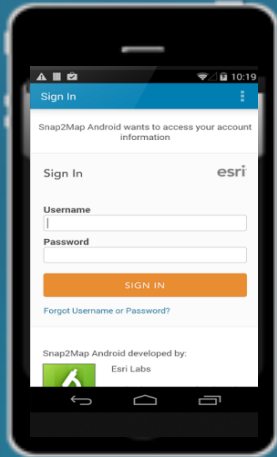 10:19
Sign In
Snap2Map Android wants to access your account
information
Sign In
esri
Username
Password
SIGN IN
Forgot Username or Password?
Snap2Map Android developed by:
Esri Labs